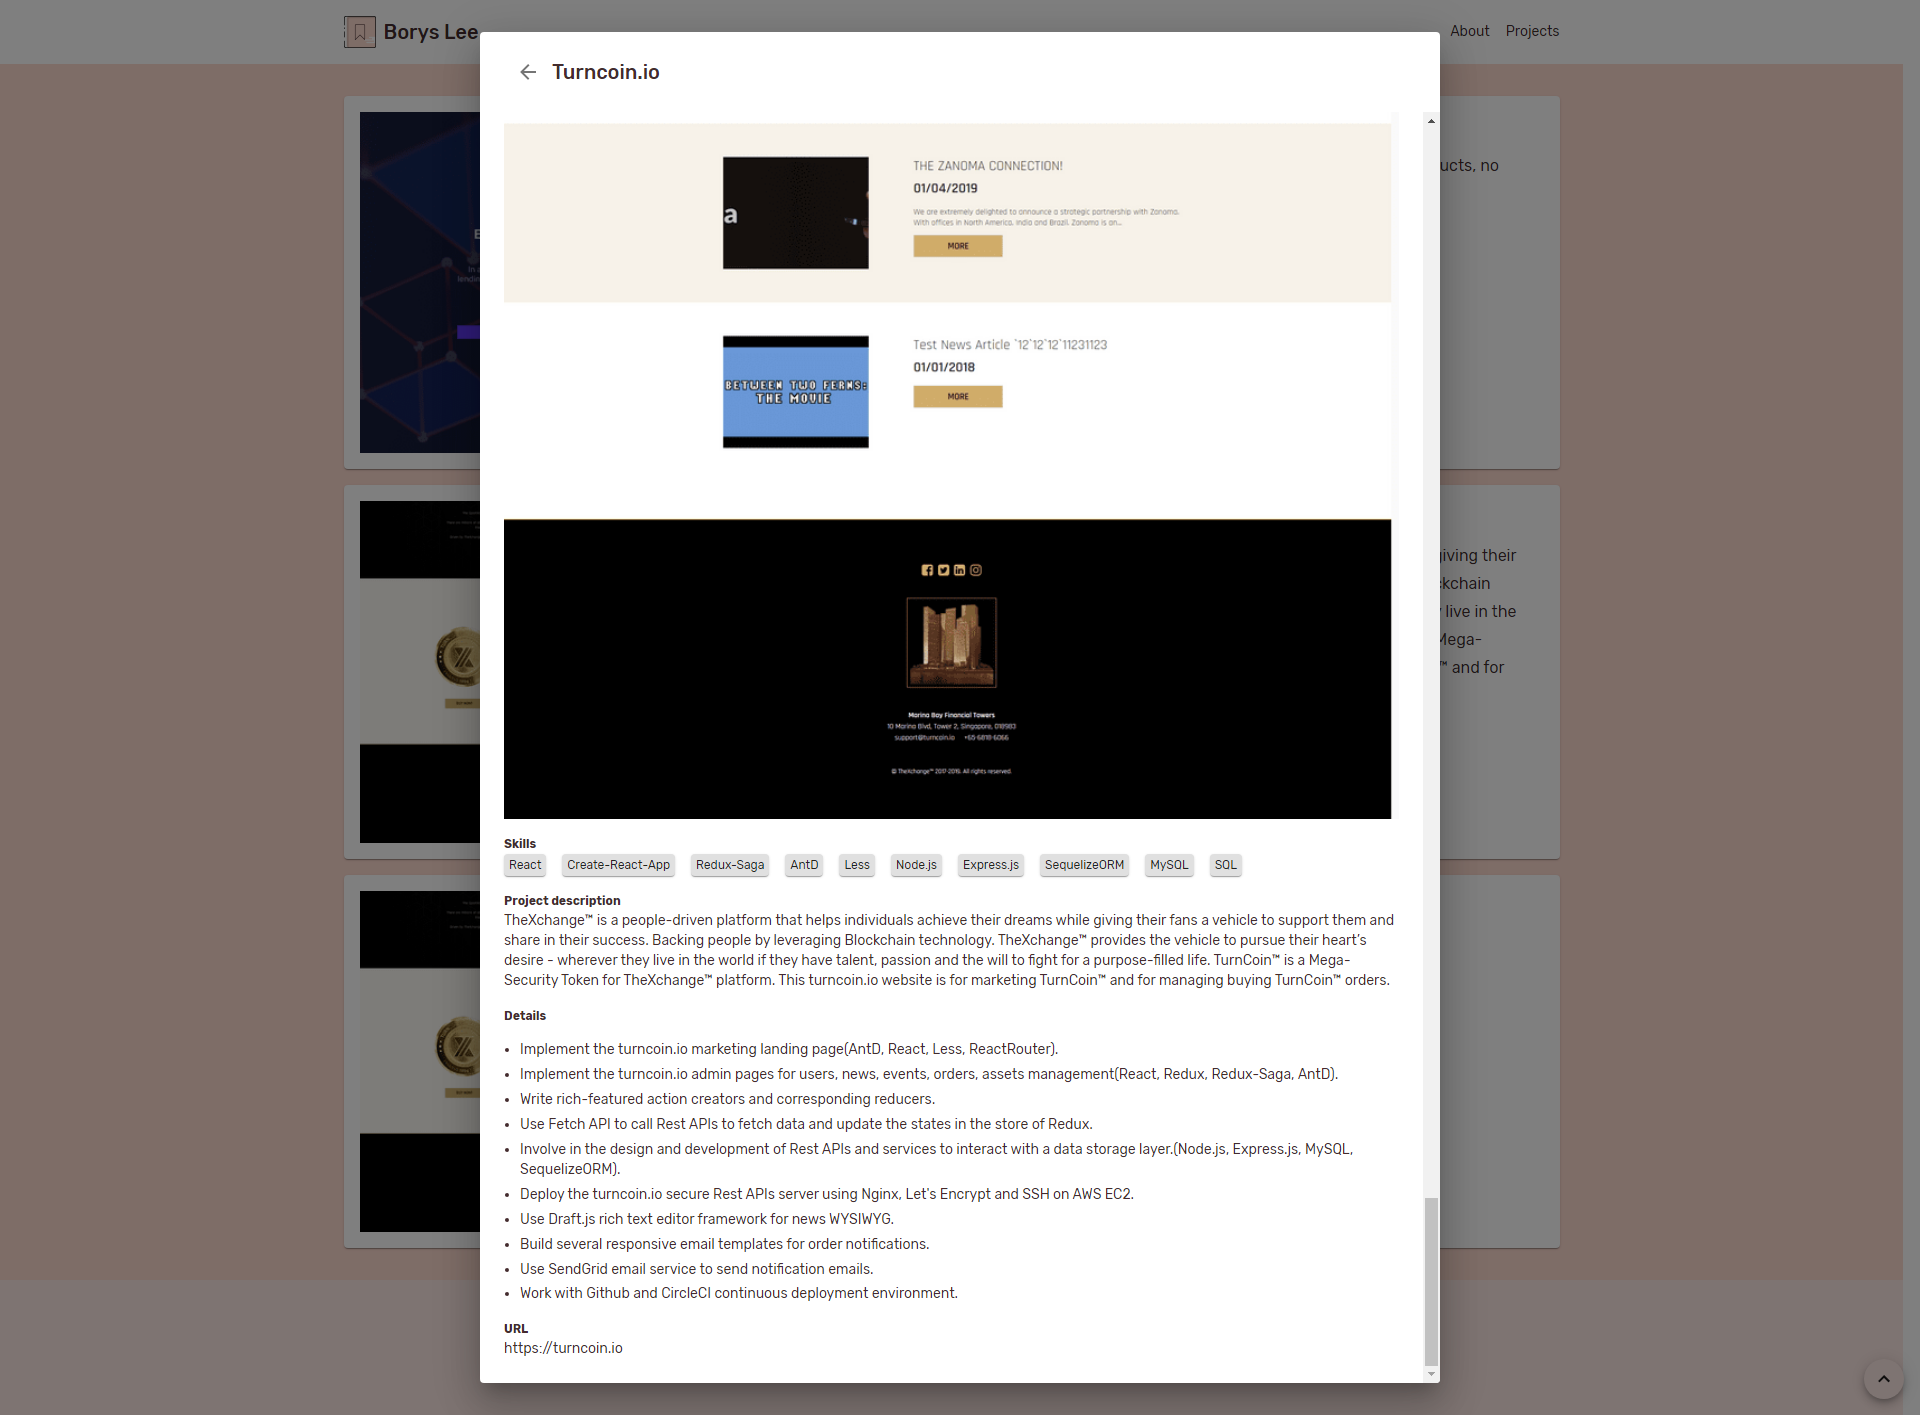 Borys Lee
About
Projects
Turncoin.io
ucts, no
THE ZANOMA CONNECTION!
01/04/2019
We are extremely delighted to announce a strategic partnership with Zanoma.
With offices in North America, India and Brazil, Zanoma is an...
MORE
a
Test News Article `12`12`12`11231123
01/01/2018
MORE
BETWEEN TWO FERNS:
THE MOVIE
iving their
kchain
live in the
Mega-
™ and for
Marina Bay Financial Towers
10 Marina Blvd, Tower 2, Singapore, 018983
support@turncoin.io +65 6818 6066
© TheXchange™ 2017-2019. All rights reserved.
Skills
React Create-React-App Redux-Saga AntD Less Node.js Express.js SequelizeORM MySQL SQL
Project description
TheXchange™ is a people-driven platform that helps individuals achieve their dreams while giving their fans a vehicle to support them and
share in their success. Backing people by leveraging Blockchain technology. TheXchange™ provides the vehicle to pursue their heart's
desire - wherever they live in the world if they have talent, passion and the will to fight for a purpose-filled life. TurnCoin™ is a Mega-
Security Token for TheXchange™ platform. This turncoin.io website is for marketing TurnCoin™ and for managing buying TurnCoin™ orders.
Details
• Implement the turncoin.io marketing landing page(AntD, React, Less, ReactRouter).
• Implement the turncoin.io admin pages for users, news, events, orders, assets management(React, Redux, Redux-Saga, AntD).
• Write rich-featured action creators and corresponding reducers.
• Use Fetch API to call Rest APIs to fetch data and update the states in the store of Redux.
• Involve in the design and development of Rest APIs and services to interact with a data storage layer.(Node.js, Express.js, MySQL,
SequelizeORM).
• Deploy the turncoin.io secure Rest APIs server using Nginx, Let's Encrypt and SSH on AWS EC2.
• Use Draft.js rich text editor framework for news WYSIWYG.
• Build several responsive email templates for order notifications.
• Use SendGrid email service to send notification emails.
• Work with Github and CircleCI continuous deployment environment.
URL
https://turncoin.io